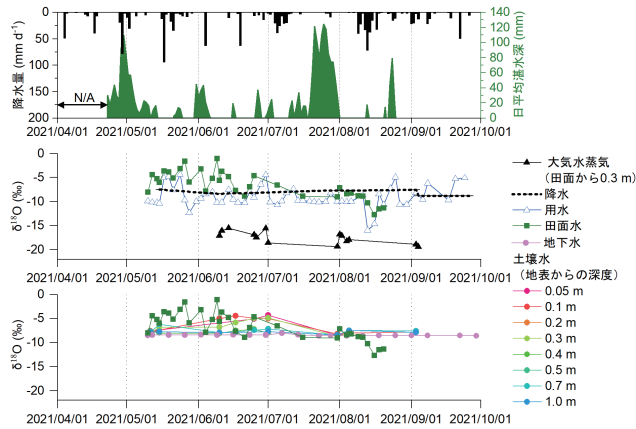 0
50
100
150
200
降水量 (mm d⁻¹)
N/A
140
120
100
80
60
40
20
0
日平均湛水深 (mm)
2021/04/01 2021/05/01 2021/06/01 2021/07/01 2021/08/01 2021/09/01 2021/10/01
0
-5
-10
-15
-20
δ¹⁸O (‰)
2021/04/01 2021/05/01 2021/06/01 2021/07/01 2021/08/01 2021/09/01 2021/10/01
大気水蒸気
(田面から0.3 m)
降水
用水
田面水
地下水
土壌水
(地表からの深度)
0.05 m
0.1 m
0.2 m
0.3 m
0.4 m
0.5 m
0.7 m
1.0 m
0
-5
-10
-15
-20
δ¹⁸O (‰)
2021/04/01 2021/05/01 2021/06/01 2021/07/01 2021/08/01 2021/09/01 2021/10/01